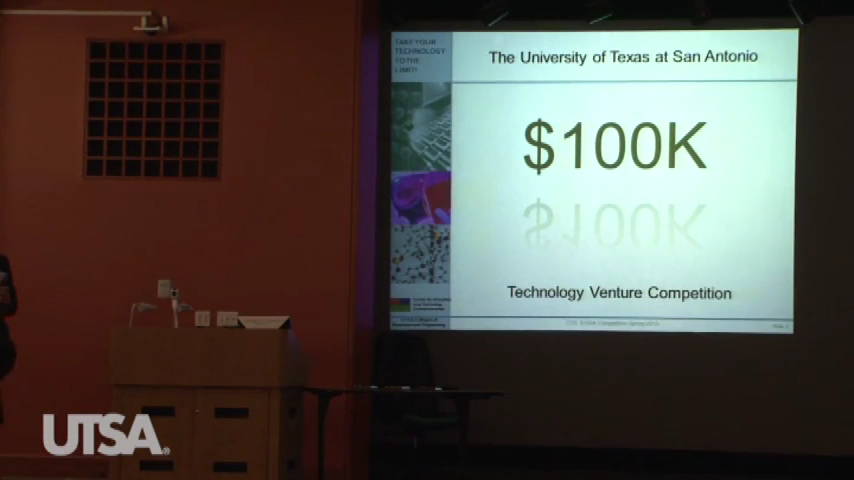 TAKE YOUR
TECHNOLOGY
TO THE
LIMIT!
The University of Texas at San Antonio
$100K
$100K
Technology Venture Competition
UTSA